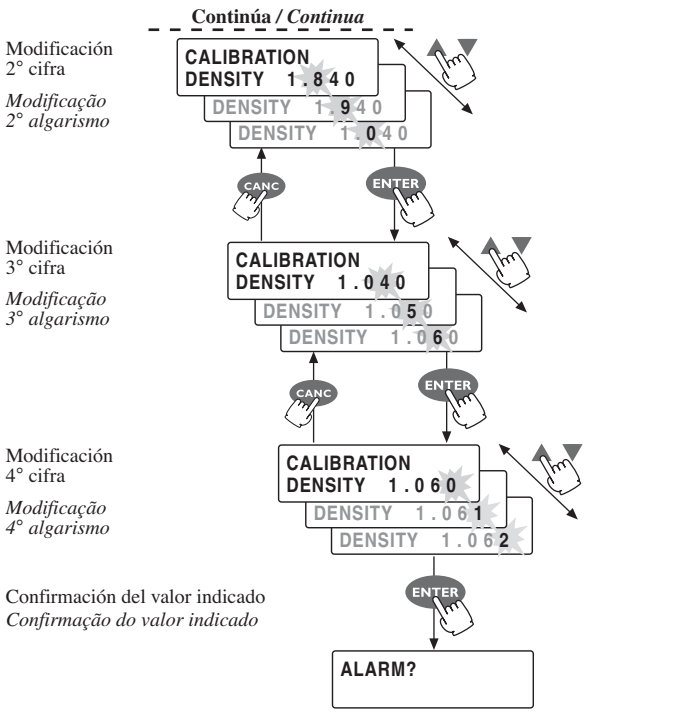 Continúa / Continua
Modificación
2° cifra
Modificação
2° algarismo
CALIBRATION
DENSITY 1.840
DENSITY 1.940
DENSITY 1.040
CANC
ENTER
Modificación
3° cifra
Modificação
3° algarismo
CALIBRATION
DENSITY 1.040
DENSITY 1.050
DENSITY 1.060
CANC
ENTER
Modificación
4° cifra
Modificação
4° algarismo
CALIBRATION
DENSITY 1.060
DENSITY 1.061
DENSITY 1.062
Confirmación del valor indicado
Confirmação do valor indicado
ENTER
ALARM?